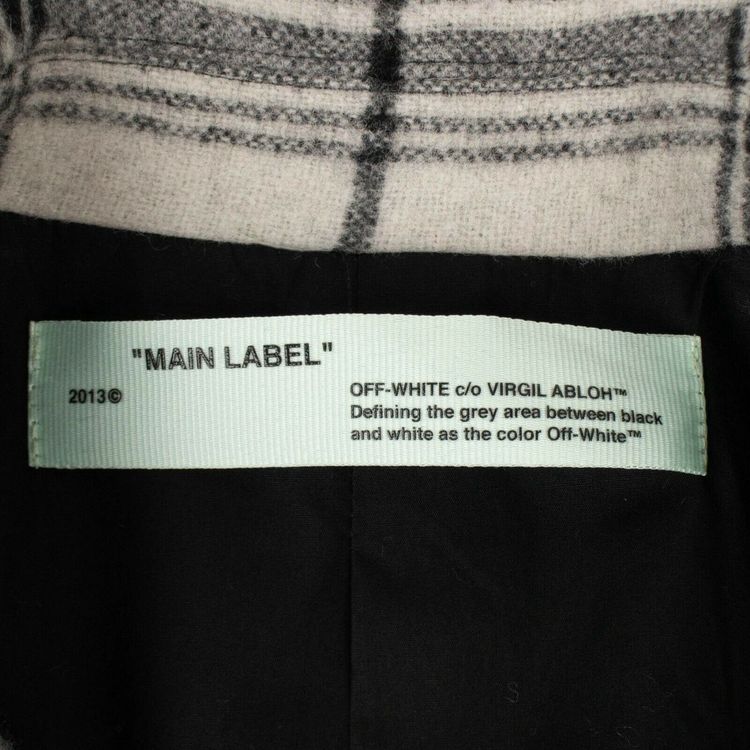 "MAIN LABEL"
2013©
OFF-WHITE c/o VIRGIL ABLOH™
Defining the grey area between black
and white as the color Off-White™